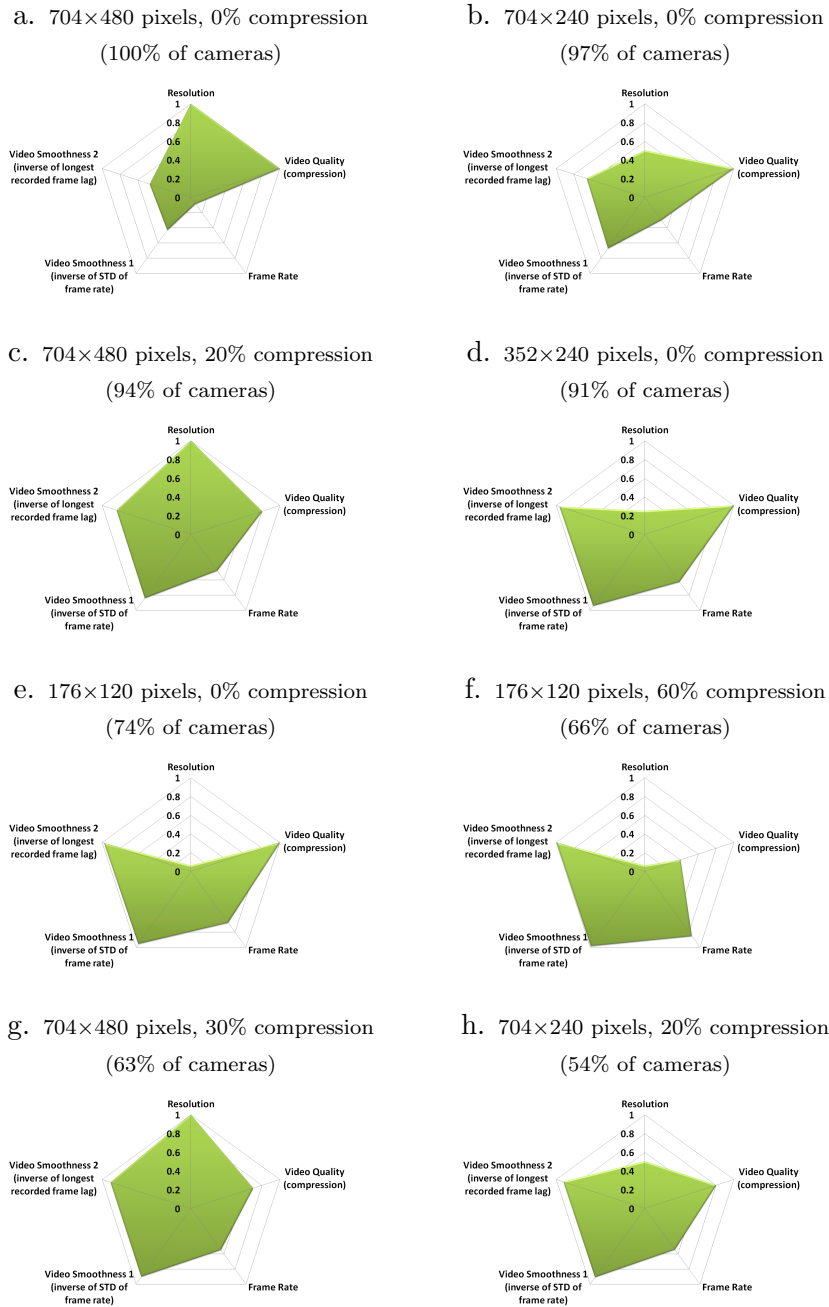 a. 704×480 pixels, 0% compression
(100% of cameras)
Resolution
1
0.8
0.6
0.4
0.2
0
Video Quality
(compression)
Frame Rate
Video Smoothness 1
(inverse of STD of
frame rate)
Video Smoothness 2
(inverse of longest
recorded frame lag)
b. 704×240 pixels, 0% compression
(97% of cameras)
Resolution
1
0.8
0.6
0.4
0.2
0
Video Quality
(compression)
Frame Rate
Video Smoothness 1
(inverse of STD of
frame rate)
Video Smoothness 2
(inverse of longest
recorded frame lag)
c. 704×480 pixels, 20% compression
(94% of cameras)
Resolution
1
0.8
0.6
0.4
0.2
0
Video Quality
(compression)
Frame Rate
Video Smoothness 1
(inverse of STD of
frame rate)
Video Smoothness 2
(inverse of longest
recorded frame lag)
d. 352×240 pixels, 0% compression
(91% of cameras)
Resolution
1
0.8
0.6
0.4
0.2
0
Video Quality
(compression)
Frame Rate
Video Smoothness 1
(inverse of STD of
frame rate)
Video Smoothness 2
(inverse of longest
recorded frame lag)
e. 176×120 pixels, 0% compression
(74% of cameras)
Resolution
1
0.8
0.6
0.4
0.2
0
Video Quality
(compression)
Frame Rate
Video Smoothness 1
(inverse of STD of
frame rate)
Video Smoothness 2
(inverse of longest
recorded frame lag)
f. 176×120 pixels, 60% compression
(66% of cameras)
Resolution
1
0.8
0.6
0.4
0.2
0
Video Quality
(compression)
Frame Rate
Video Smoothness 1
(inverse of STD of
frame rate)
Video Smoothness 2
(inverse of longest
recorded frame lag)
g. 704×480 pixels, 30% compression
(63% of cameras)
Resolution
1
0.8
0.6
0.4
0.2
0
Video Quality
(compression)
Frame Rate
Video Smoothness 1
(inverse of STD of
frame rate)
Video Smoothness 2
(inverse of longest
recorded frame lag)
h. 704×240 pixels, 20% compression
(54% of cameras)
Resolution
1
0.8
0.6
0.4
0.2
0
Video Quality
(compression)
Frame Rate
Video Smoothness 1
(inverse of STD of
frame rate)
Video Smoothness 2
(inverse of longest
recorded frame lag)